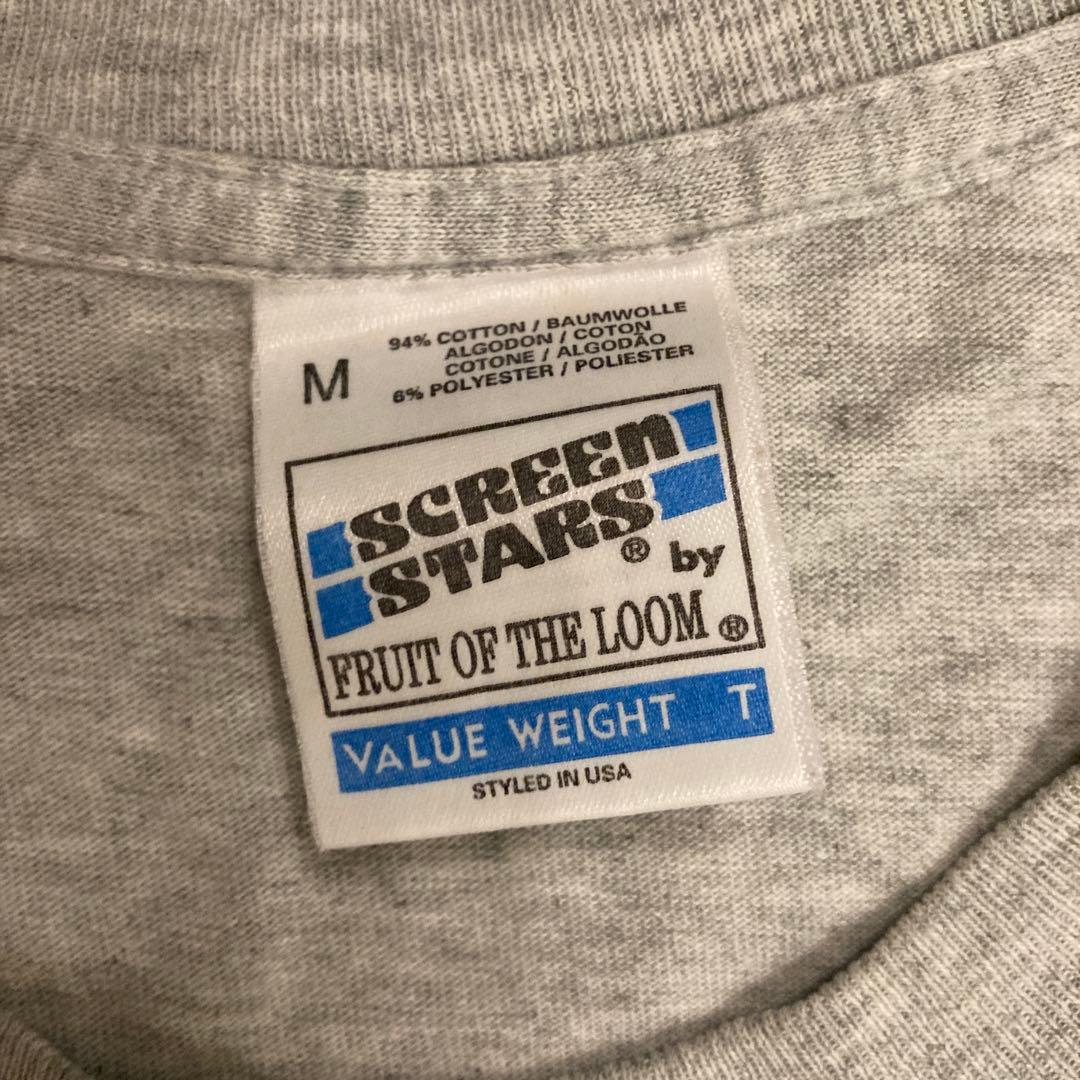 M
94% COTTON / BAUMWOLLE
ALGODON / COTON
COTONE / ALGODÃO
6% POLYESTER / POLIESTER
SCREEN
STARS® by
FRUIT OF THE LOOM®
VALUE WEIGHT T
STYLED IN USA